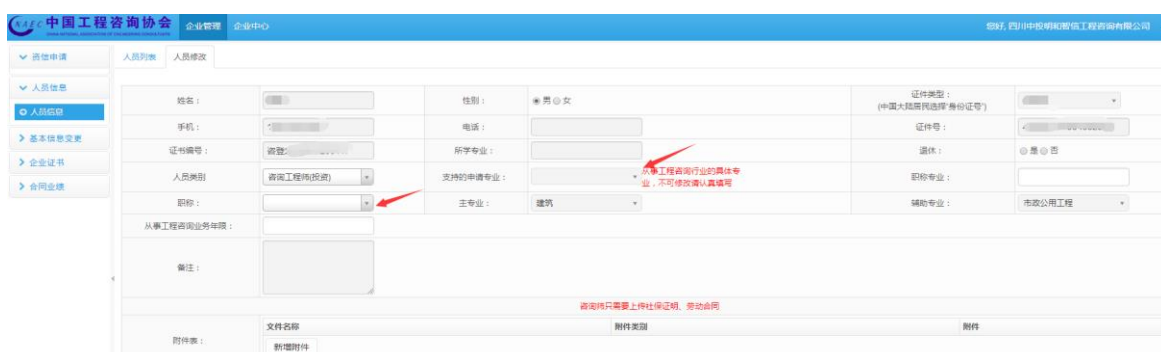 中国工程咨询协会 企业管理 企业中心 您好, 四川中投明和智信工程咨询有限公司
资信申请
人员列表 人员修改
人员信息
人员信息
基本信息变更
企业证书
合同业绩
姓名： 性别： 男 女 证件类型：
(中国大陆居民选择'身份证号')
手机： 电话： 证件号：
证书编号： 咨登 所学专业： 退休： 是 否
人员类别 咨询工程师(投资) 支持的申请专业： 从事工程咨询行业的具体专
业，不可修改请认真填写
职称专业：
职称： 主专业： 建筑 辅助专业： 市政公用工程
从事工程咨询业务年限：
备注：
咨询师只需要上传社保证明、劳动合同
文件名称 附件类别 附件
附件表：
新增附件